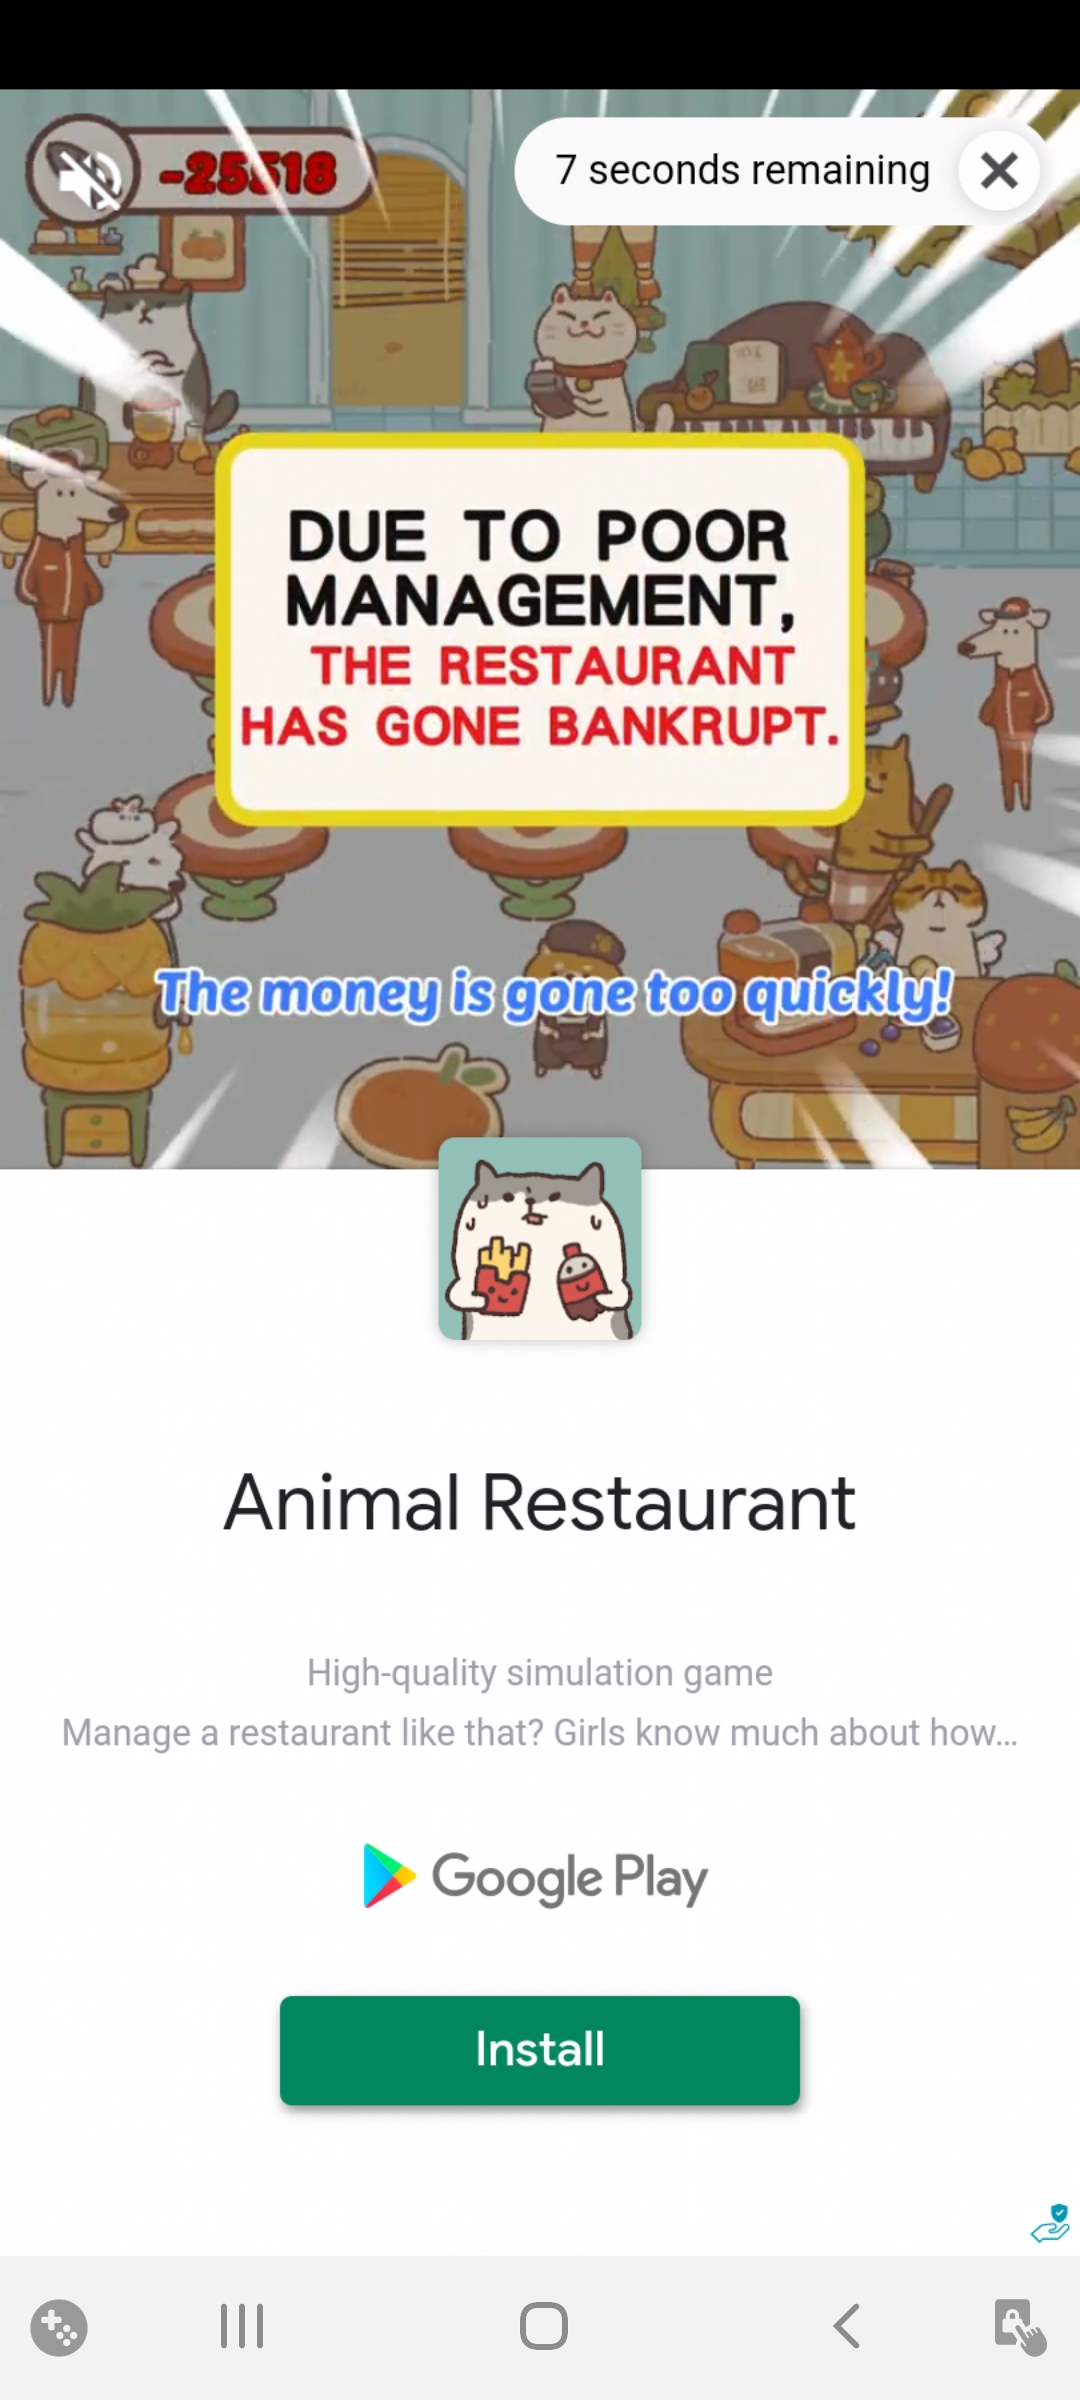 -25518
7 seconds remaining
DUE TO POOR
MANAGEMENT,
THE RESTAURANT
HAS GONE BANKRUPT.
The money is gone too quickly!
Animal Restaurant
High-quality simulation game
Manage a restaurant like that? Girls know much about how...
Google Play
Install